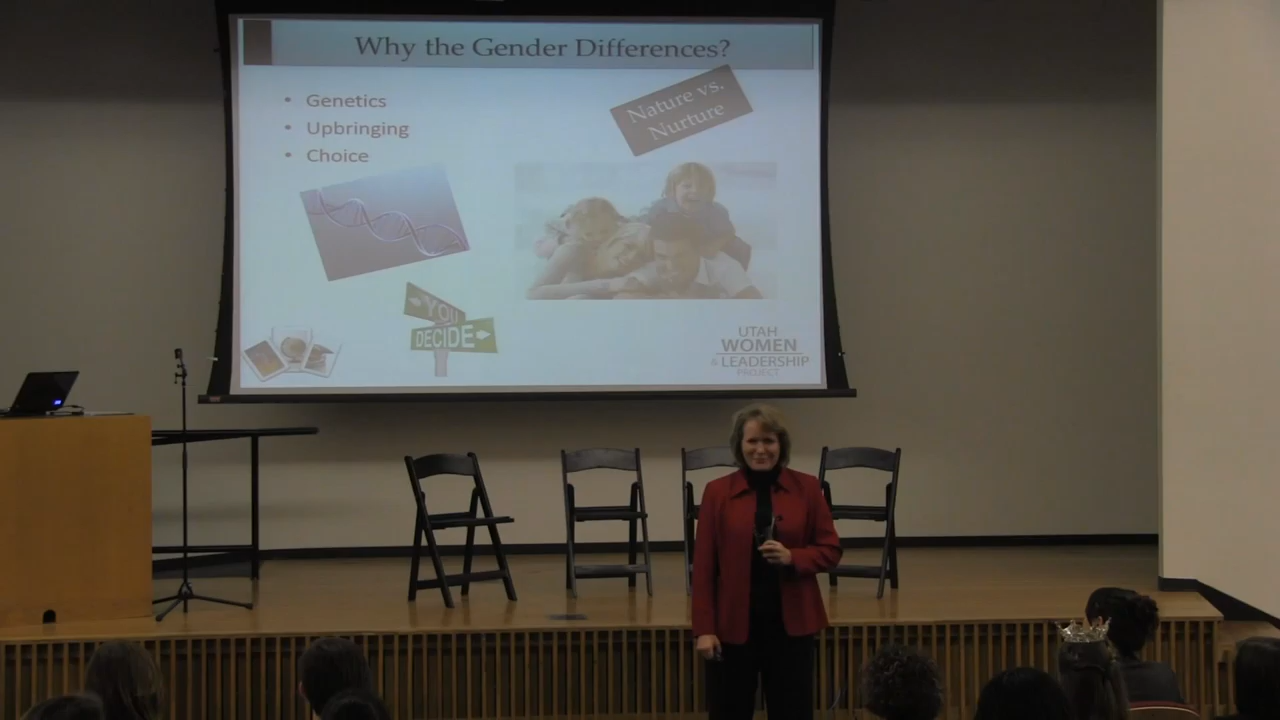 Why the Gender Differences?
• Genetics
• Upbringing
• Choice
Nature vs.
Nurture
YOU
DECIDE
UTAH
WOMEN
& LEADERSHIP
PROJECT